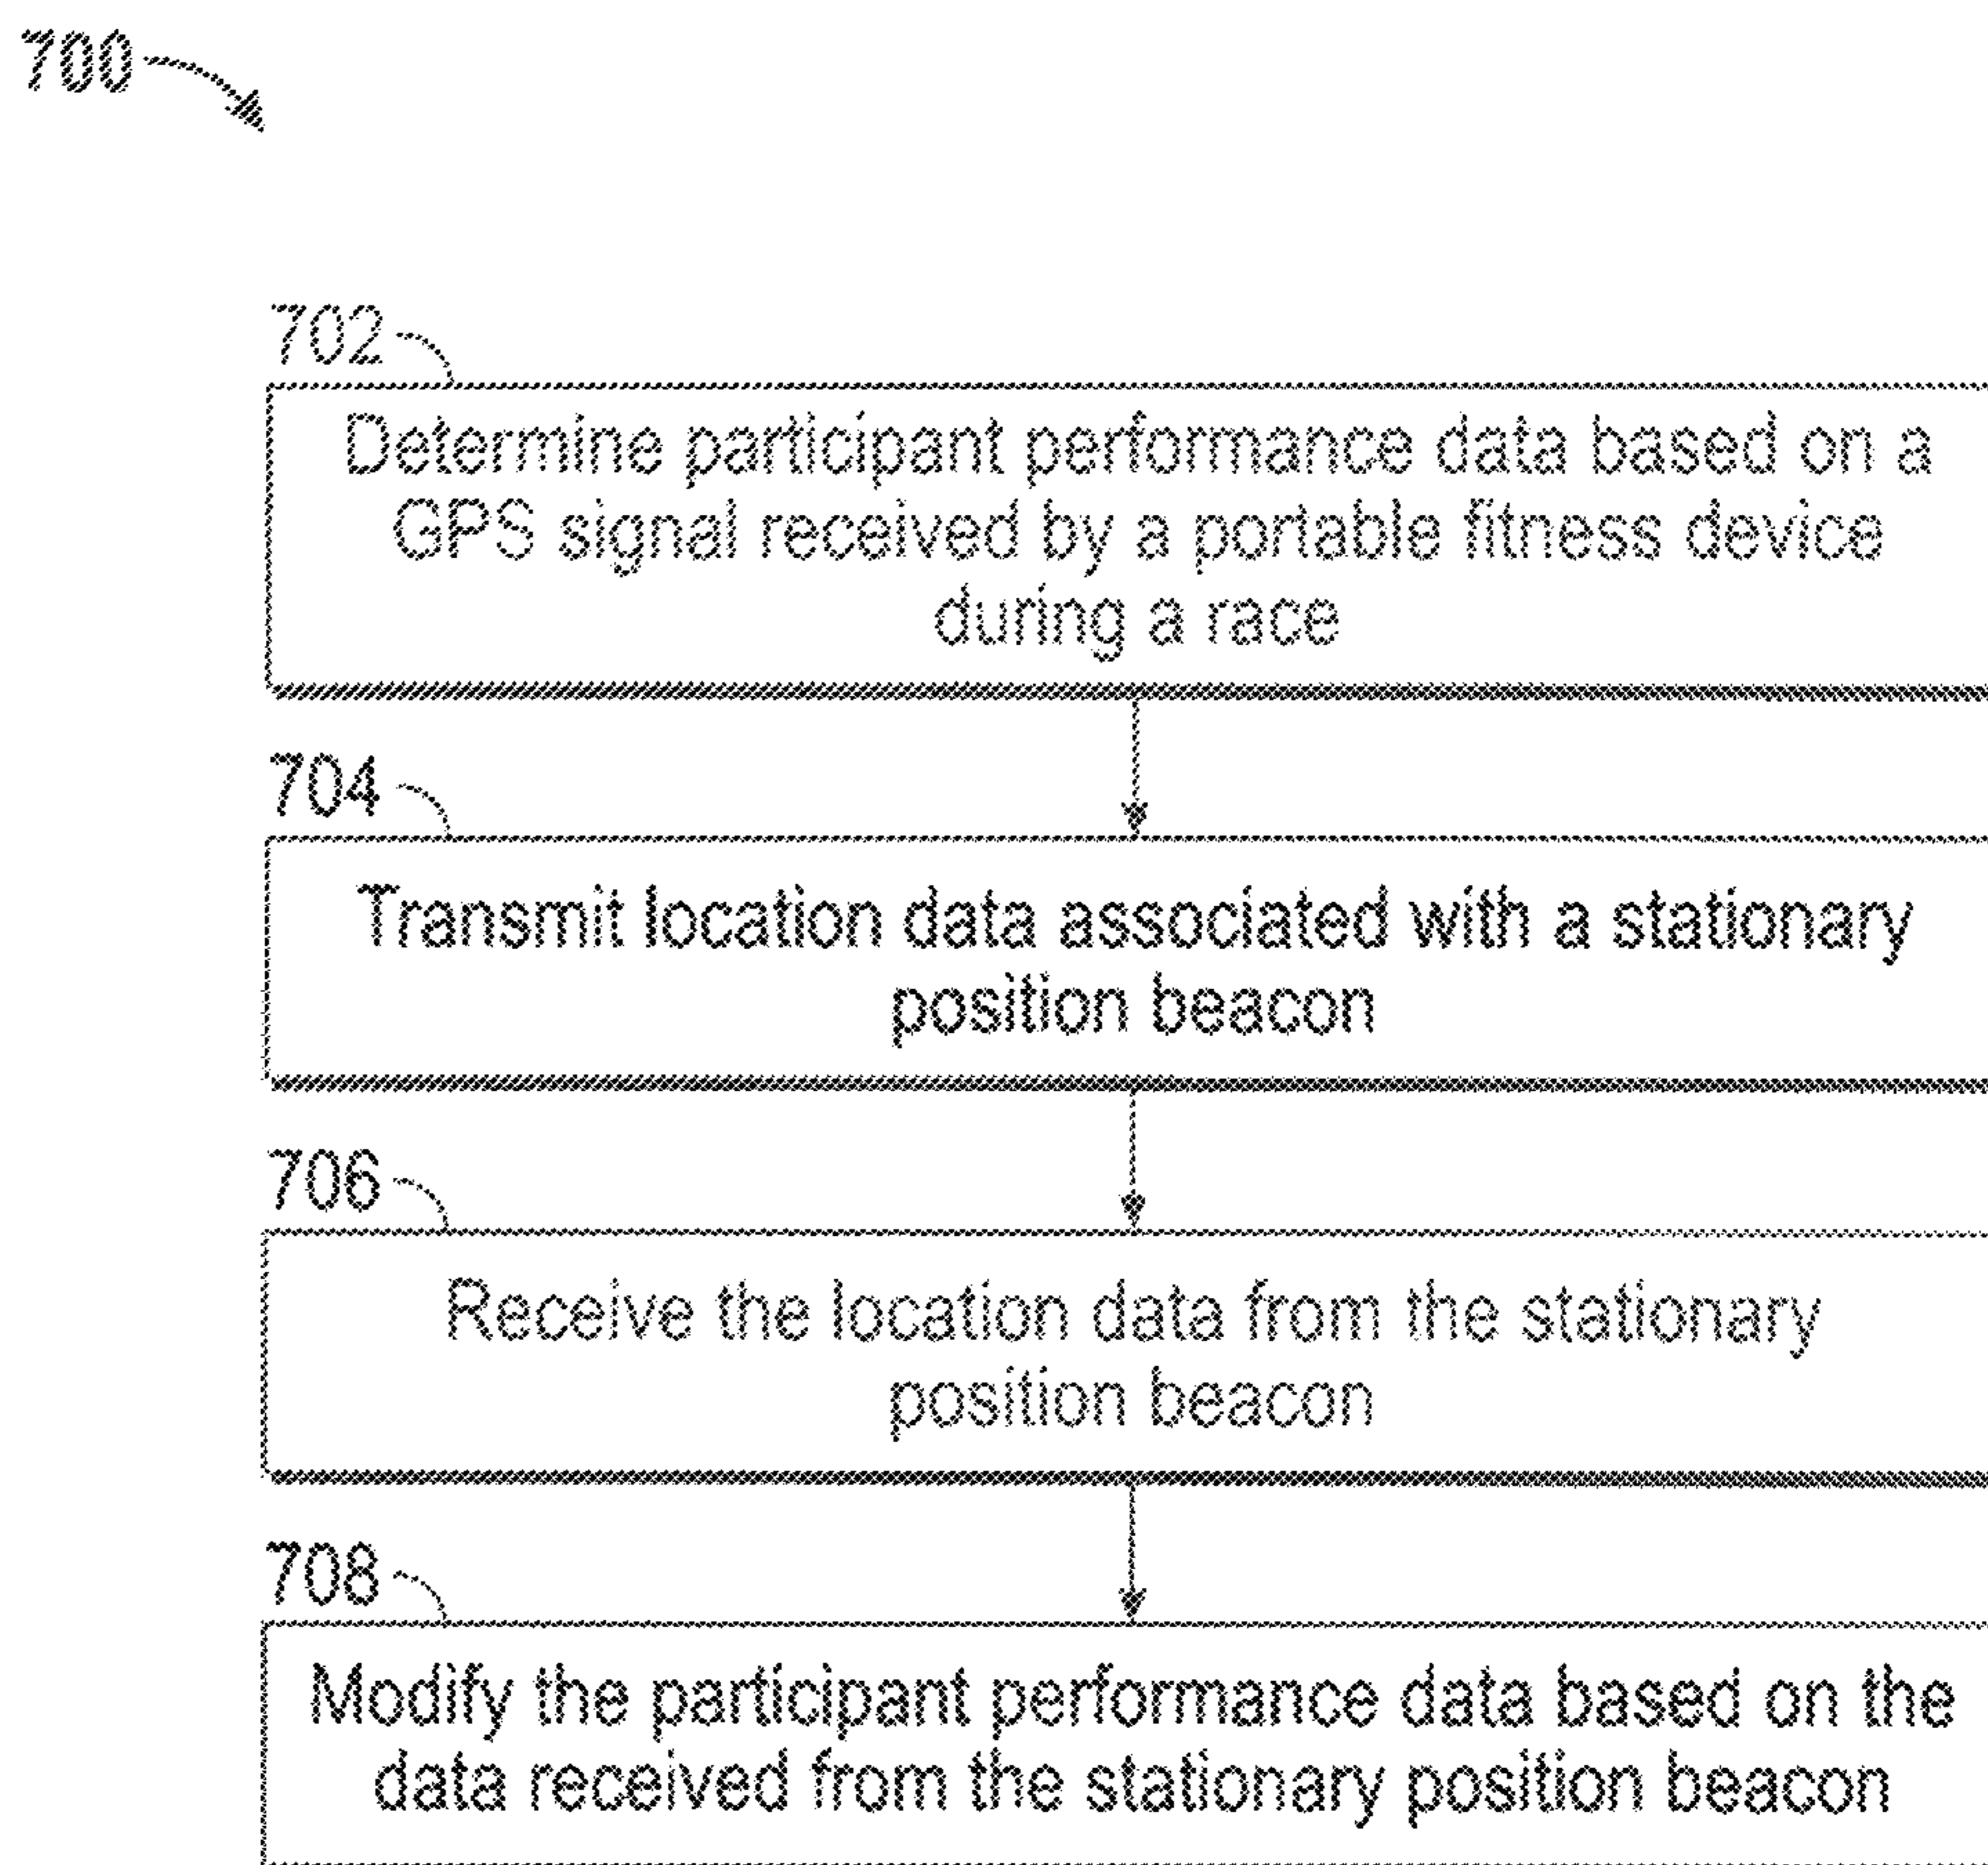 700
702
Determine participant performance data based on a
GPS signal received by a portable fitness device
during a race
704
Transmit location data associated with a stationary
position beacon
706
Receive the location data from the stationary
position beacon
708
Modify the participant performance data based on the
data received from the stationary position beacon